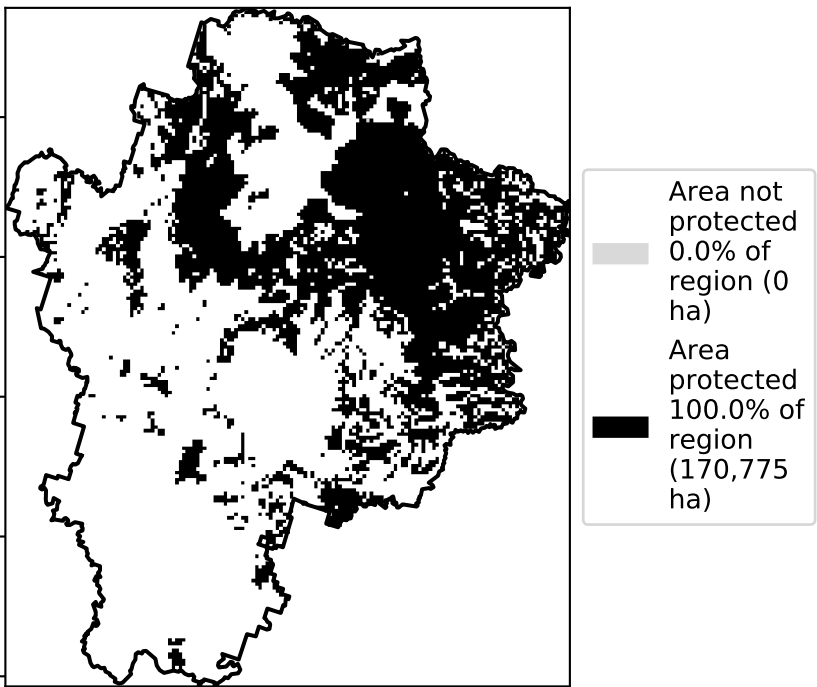 Area not
protected
0.0% of
region (0
ha)
Area
protected
100.0% of
region
(170,775
ha)